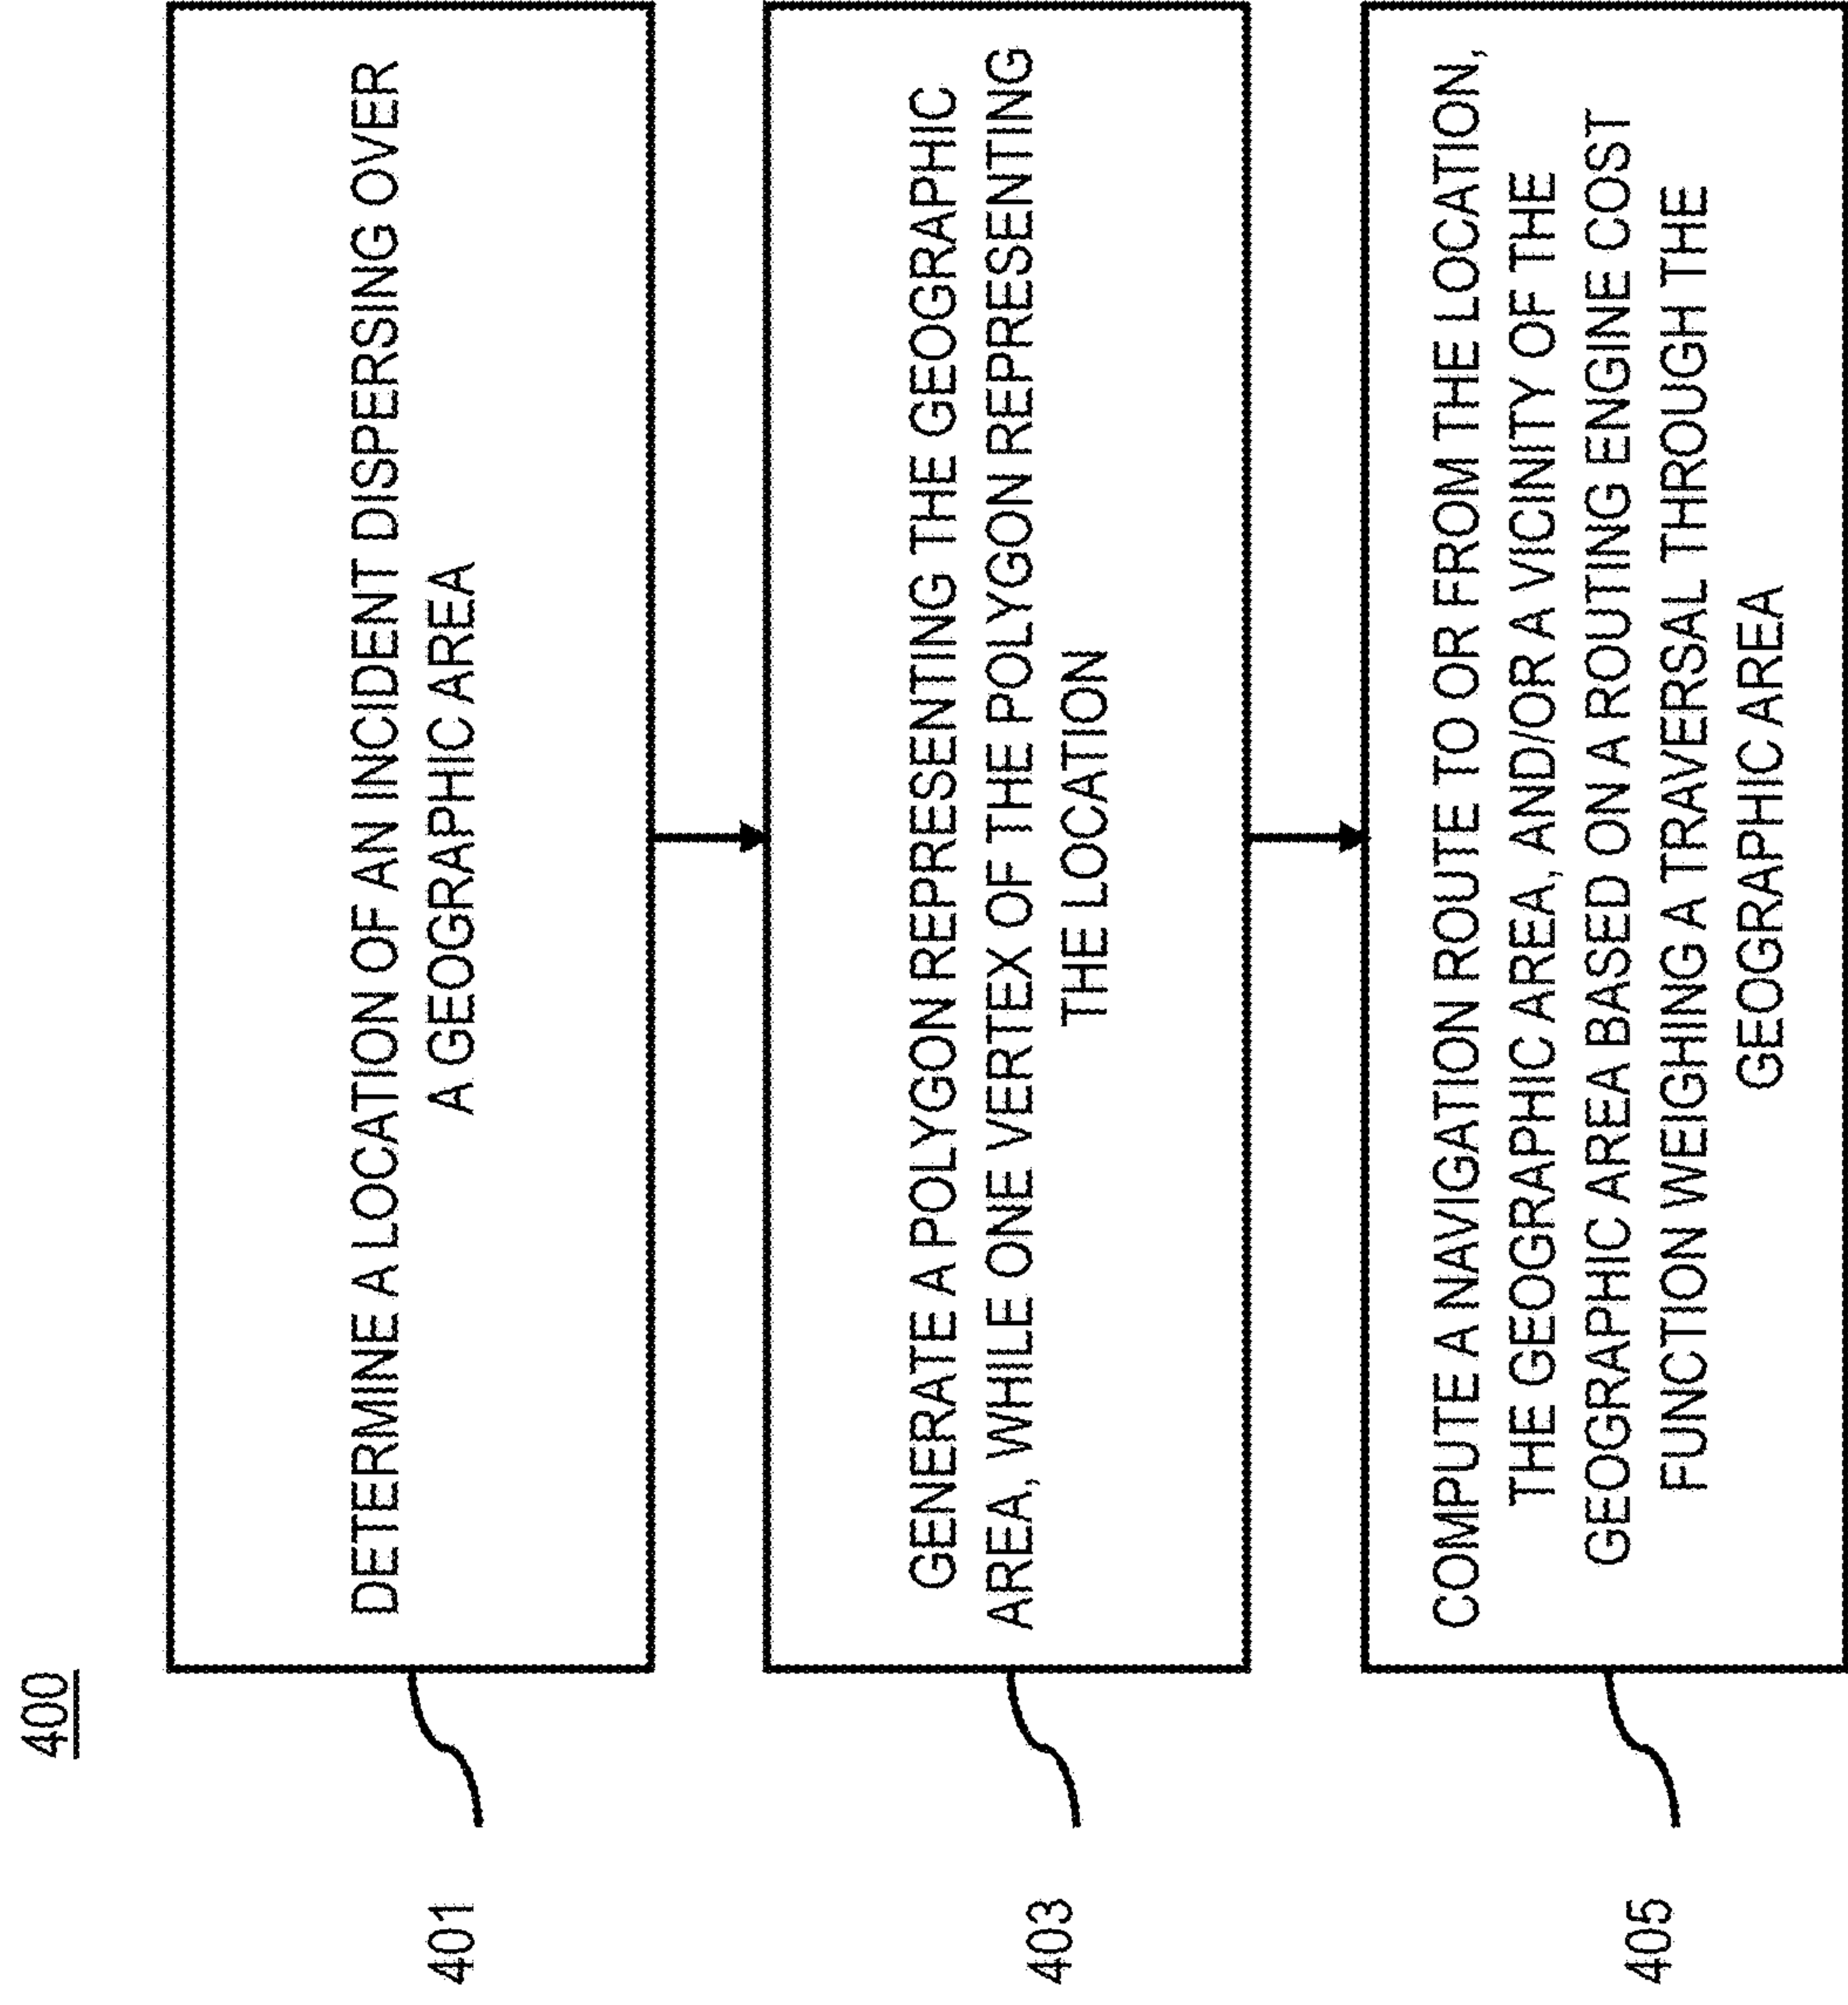 400
401
DETERMINE A LOCATION OF AN INCIDENT DISPERSING OVER
A GEOGRAPHIC AREA
403
GENERATE A POLYGON REPRESENTING THE GEOGRAPHIC
AREA, WHILE ONE VERTEX OF THE POLYGON REPRESENTING
THE LOCATION
405
COMPUTE A NAVIGATION ROUTE TO OR FROM THE LOCATION,
THE GEOGRAPHIC AREA, AND/OR A VICINITY OF THE
GEOGRAPHIC AREA BASED ON A ROUTING ENGINE COST
FUNCTION WEIGHING A TRAVERSAL THROUGH THE
GEOGRAPHIC AREA